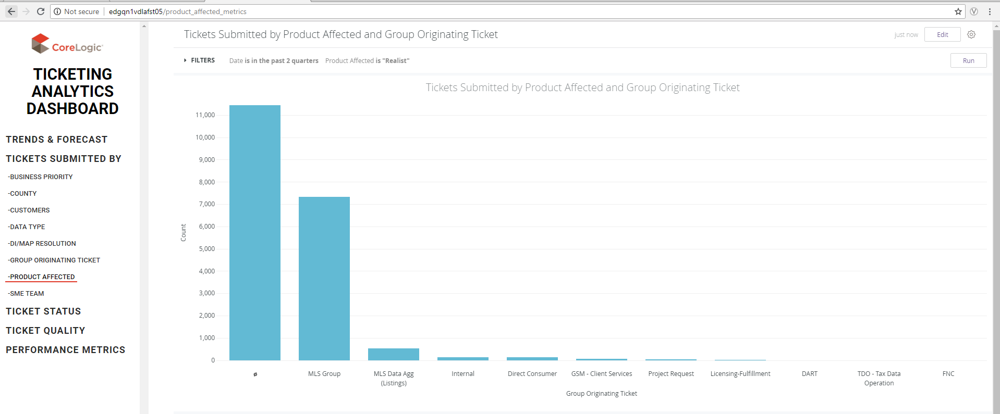 Not secure | edgqn1vdlafst05/product_affected_metrics
CoreLogic
TICKETING
ANALYTICS
DASHBOARD
TRENDS & FORECAST
TICKETS SUBMITTED BY
-BUSINESS PRIORITY
-COUNTY
-CUSTOMERS
-DATA TYPE
-DI/MAP RESOLUTION
-GROUP ORIGINATING TICKET
-PRODUCT AFFECTED
-SME TEAM
TICKET STATUS
TICKET QUALITY
PERFORMANCE METRICS
Tickets Submitted by Product Affected and Group Originating Ticket
just now Edit
FILTERS Date is in the past 2 quarters Product Affected is "Realist"
Run
Tickets Submitted by Product Affected and Group Originating Ticket
11,000
10,000
9,000
8,000
7,000
6,000
5,000
4,000
3,000
2,000
1,000
0
Count
ø
MLS Group
MLS Data Agg
(Listings)
Internal
Direct Consumer
GSM - Client Services
Project Request
Licensing-Fulfillment
DART
TDO - Tax Data
Operation
FNC
Group Originating Ticket